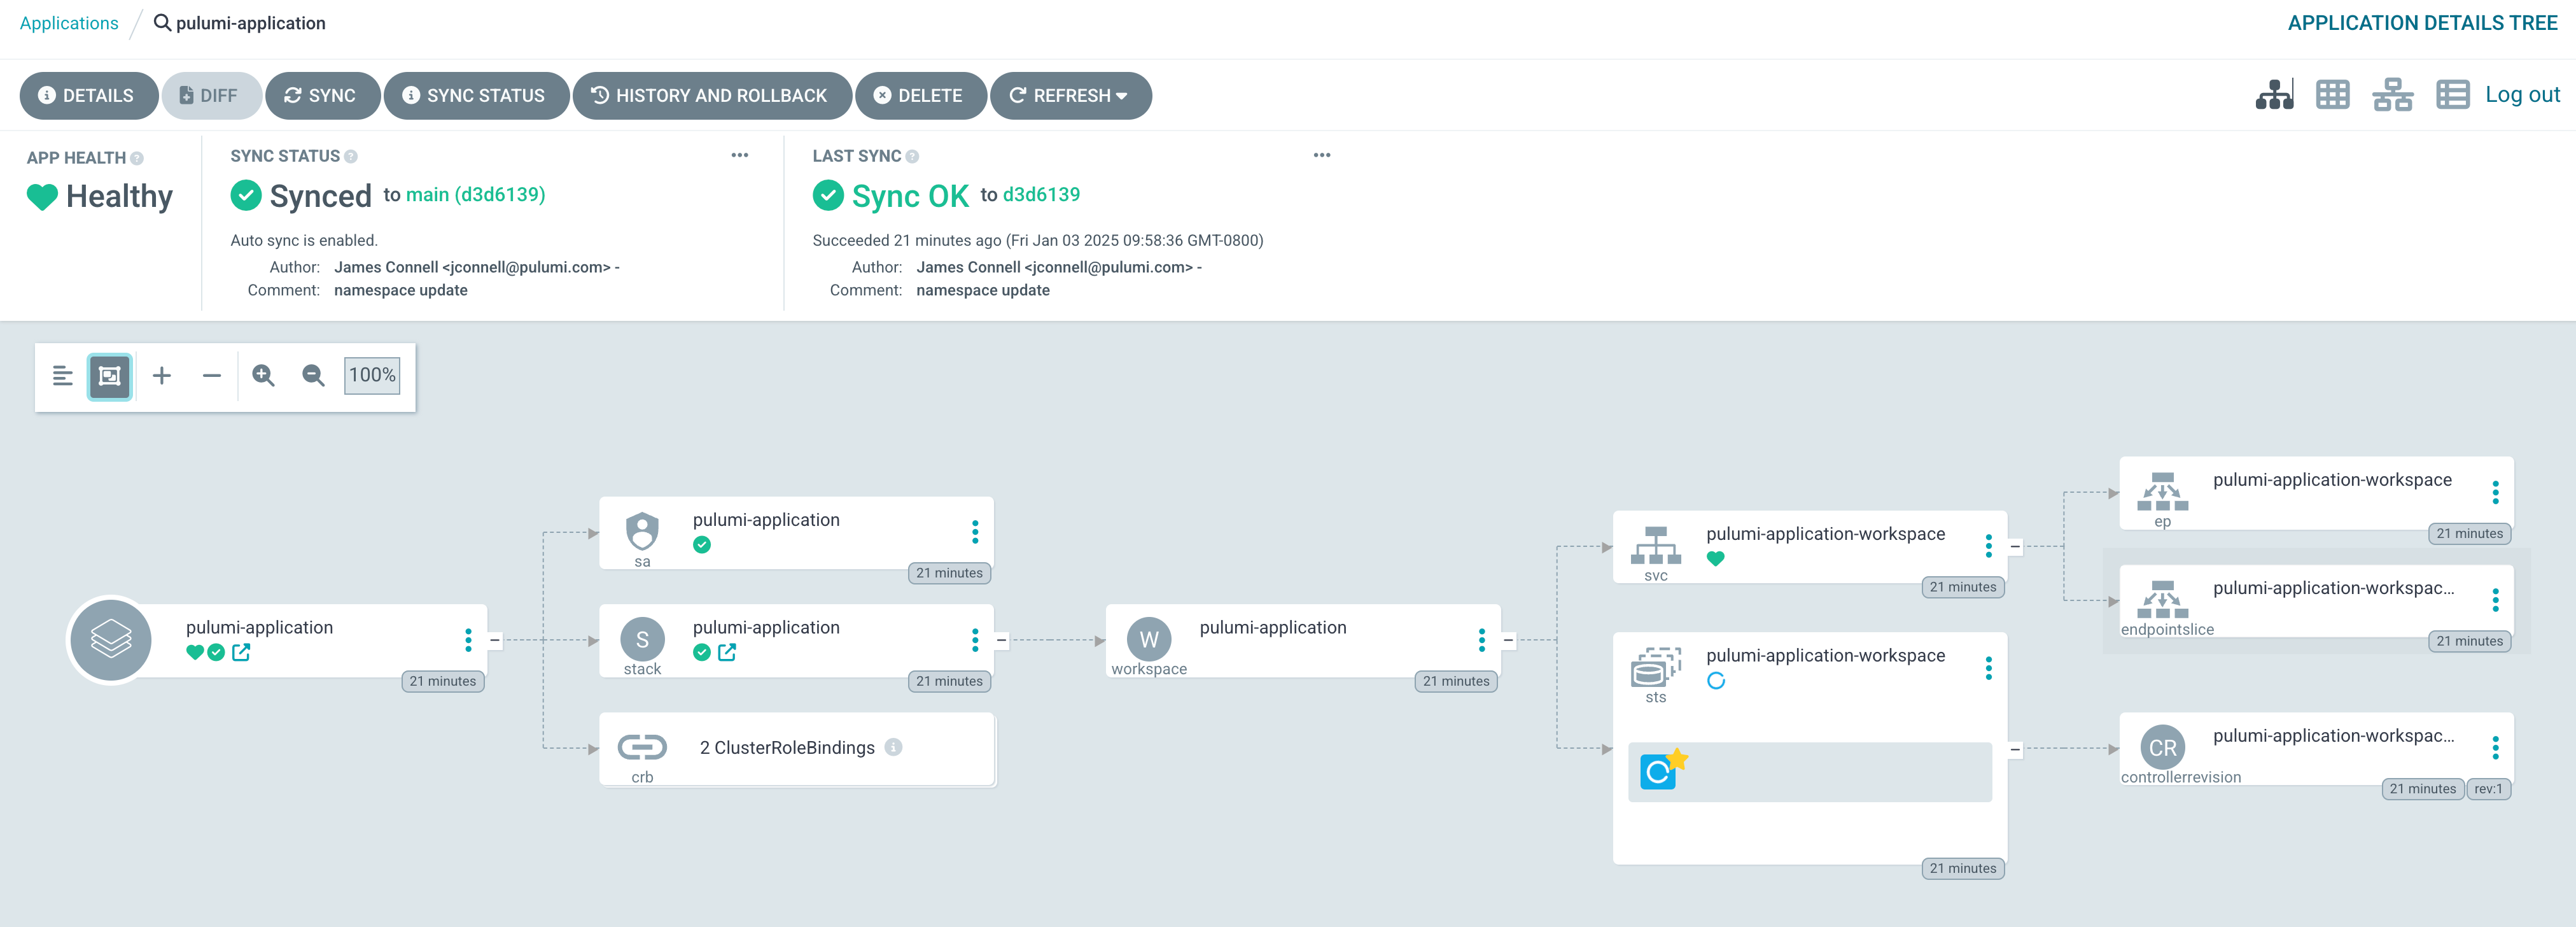 Applications / pulumi-application
APPLICATION DETAILS TREE
DETAILS DIFF SYNC SYNC STATUS HISTORY AND ROLLBACK DELETE REFRESH
Log out
APP HEALTH
Healthy
SYNC STATUS
Synced to main (d3d6139)
Auto sync is enabled.
Author: James Connell <jconnell@pulumi.com> -
Comment: namespace update
LAST SYNC
Sync OK to d3d6139
Succeeded 21 minutes ago (Fri Jan 03 2025 09:58:36 GMT-0800)
Author: James Connell <jconnell@pulumi.com> -
Comment: namespace update
100%
pulumi-application
21 minutes
sa
pulumi-application
21 minutes
S
stack
pulumi-application
21 minutes
crb
2 ClusterRoleBindings
W
workspace
pulumi-application
21 minutes
svc
pulumi-application-workspace
21 minutes
sts
pulumi-application-workspace
21 minutes
ep
pulumi-application-workspace
21 minutes
endpointslice
pulumi-application-workspac...
21 minutes
CR
controllerrevision
pulumi-application-workspac...
21 minutes
rev:1